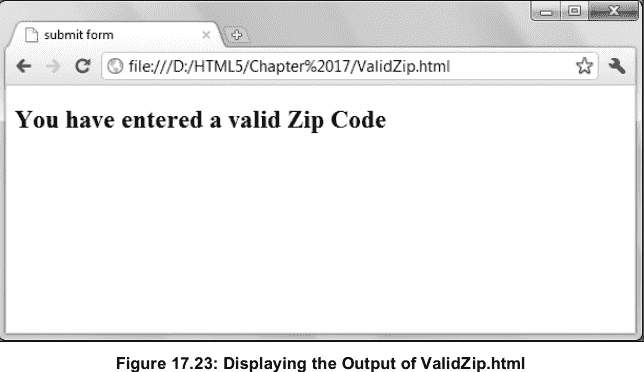 submit form
file:///D:/HTML5/Chapter%2017/ValidZip.html
You have entered a valid Zip Code
Figure 17.23: Displaying the Output of ValidZip.html